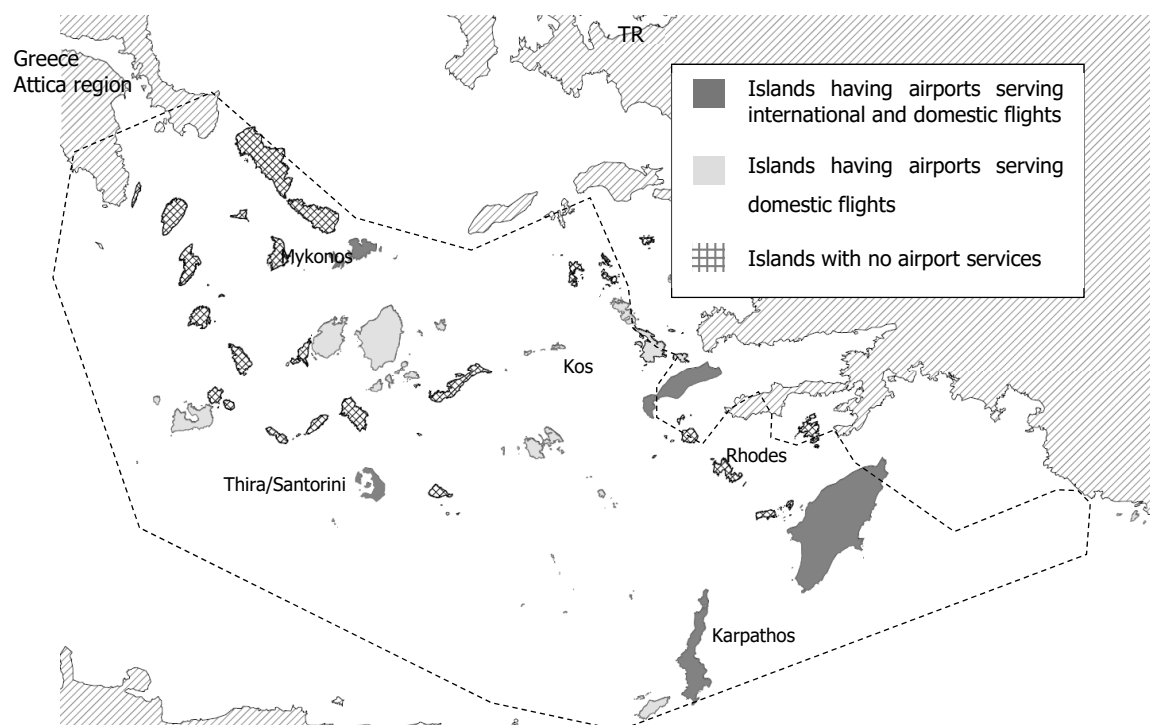 TR
Greece
Attica region
Islands having airports serving
international and domestic flights
Islands having airports serving
domestic flights
Islands with no airport services
Mykonos
Kos
Rhodes
Thira/Santorini
Karpathos